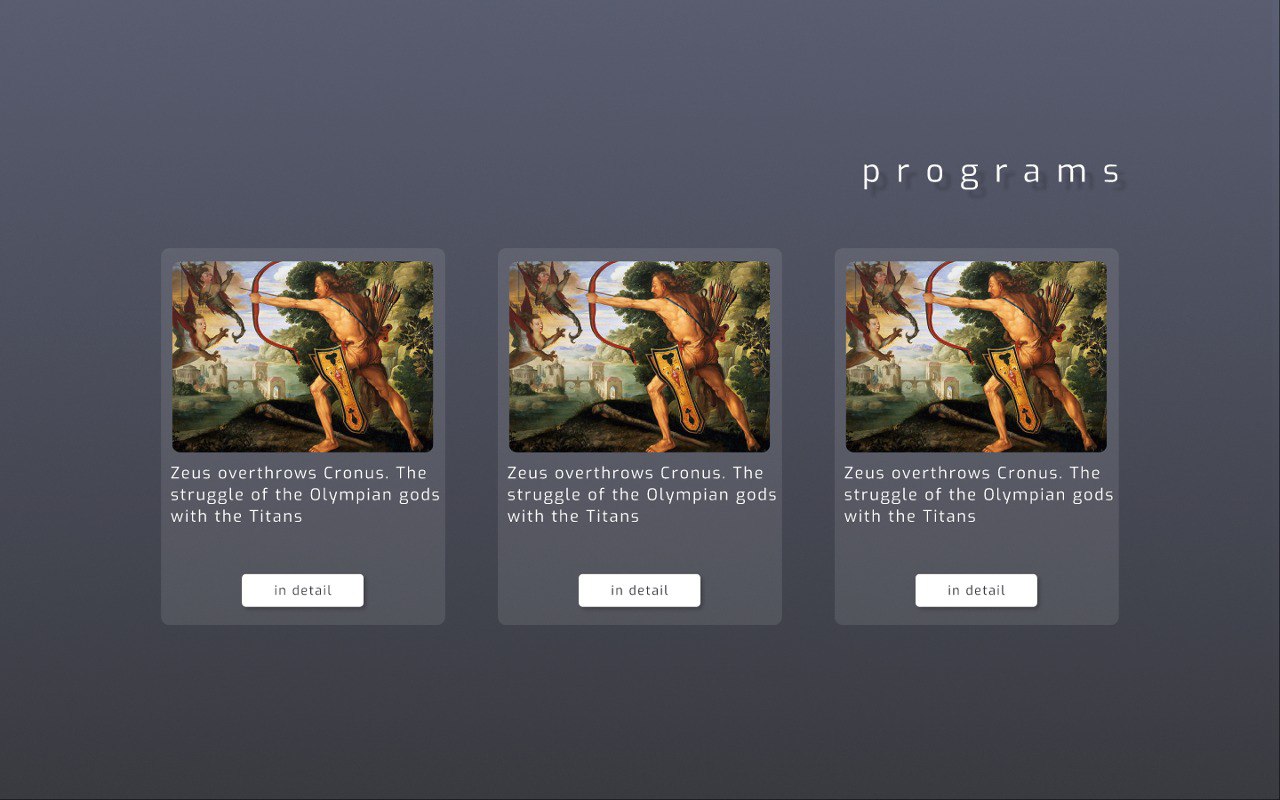 programs
Zeus overthrows Cronus. The
struggle of the Olympian gods
with the Titans
in detail
Zeus overthrows Cronus. The
struggle of the Olympian gods
with the Titans
in detail
Zeus overthrows Cronus. The
struggle of the Olympian gods
with the Titans
in detail